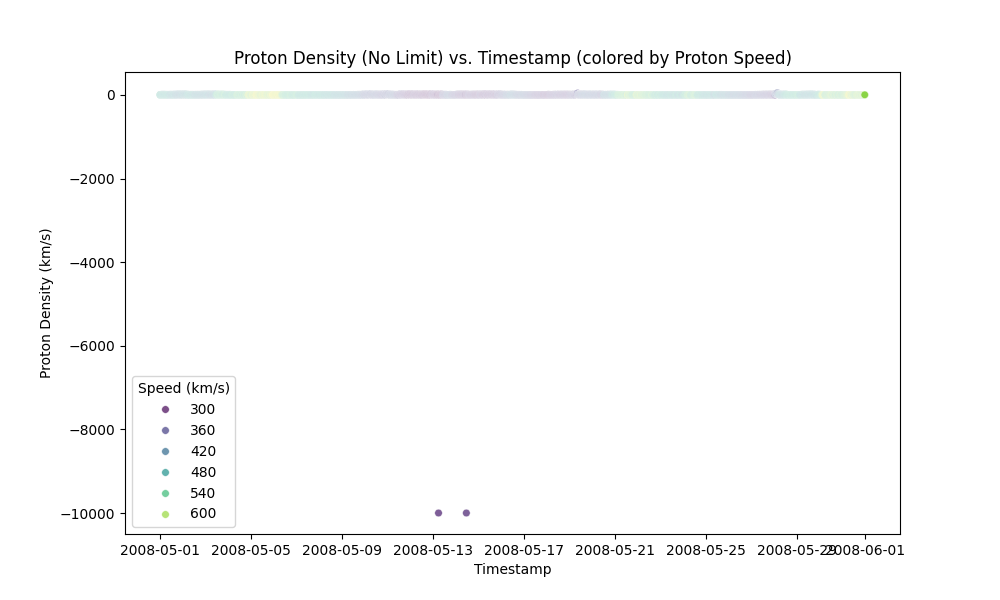 Proton Density (No Limit) vs. Timestamp (colored by Proton Speed)
Proton Density (km/s)
0
−2000
−4000
−6000
−8000
−10000
Speed (km/s)
300
360
420
480
540
600
2008-05-01 2008-05-05 2008-05-09 2008-05-13 2008-05-17 2008-05-21 2008-05-25 2008-05-29 2008-06-01
Timestamp